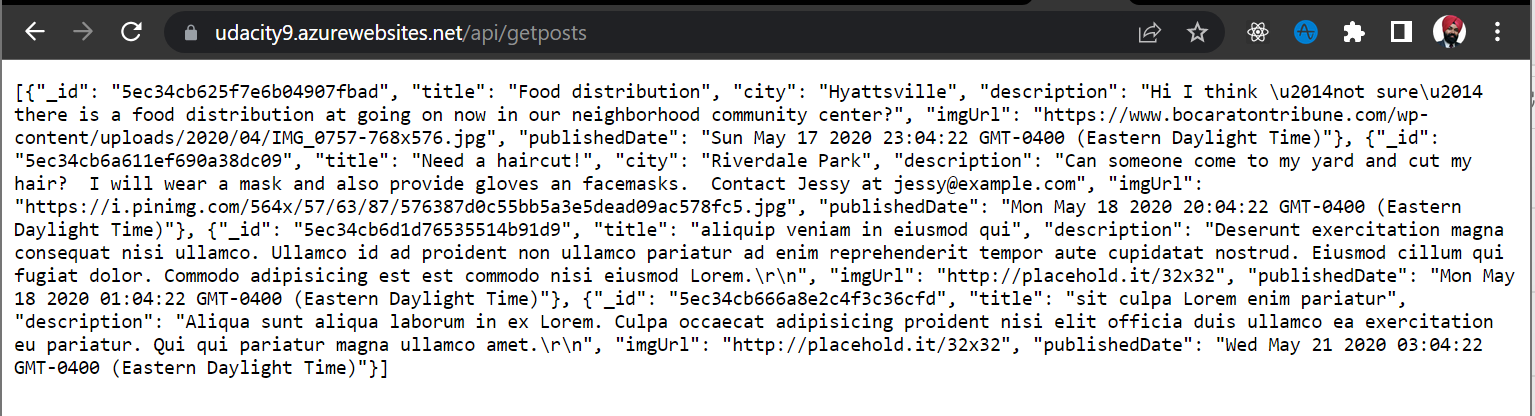 udacity9.azurewebsites.net/api/getposts
[{"_id": "5ec34cb625f7e6b04907fbad", "title": "Food distribution", "city": "Hyattsville", "description": "Hi I think \u2014not sure\u2014
there is a food distribution at going on now in our neighborhood community center?", "imgUrl": "https://www.bocaratontribune.com/wp-
content/uploads/2020/04/IMG_0757-768x576.jpg", "publishedDate": "Sun May 17 2020 23:04:22 GMT-0400 (Eastern Daylight Time)"}, {"_id":
"5ec34cb6a611ef690a38dc09", "title": "Need a haircut!", "city": "Riverdale Park", "description": "Can someone come to my yard and cut my
hair?  I will wear a mask and also provide gloves an facemasks.  Contact Jessy at jessy@example.com", "imgUrl":
"https://i.pinimg.com/564x/57/63/87/576387d0c55bb5a3e5dead09ac578fc5.jpg", "publishedDate": "Mon May 18 2020 20:04:22 GMT-0400 (Eastern
Daylight Time)"}, {"_id": "5ec34cb6d1d76535514b91d9", "title": "aliquip veniam in eiusmod qui", "description": "Deserunt exercitation magna
consequat nisi ullamco. Ullamco id ad proident non ullamco pariatur ad enim reprehenderit tempor aute cupidatat nostrud. Eiusmod cillum qui
fugiat dolor. Commodo adipisicing est est commodo nisi eiusmod Lorem.\r\n", "imgUrl": "http://placehold.it/32x32", "publishedDate": "Mon May
18 2020 01:04:22 GMT-0400 (Eastern Daylight Time)"}, {"_id": "5ec34cb666a8e2c4f3c36cfd", "title": "sit culpa Lorem enim pariatur",
"description": "Aliqua sunt aliqua laborum in ex Lorem. Culpa occaecat adipisicing proident nisi elit officia duis ullamco ea exercitation
eu pariatur. Qui qui pariatur magna ullamco amet.\r\n", "imgUrl": "http://placehold.it/32x32", "publishedDate": "Wed May 21 2020 03:04:22
GMT-0400 (Eastern Daylight Time)"}]